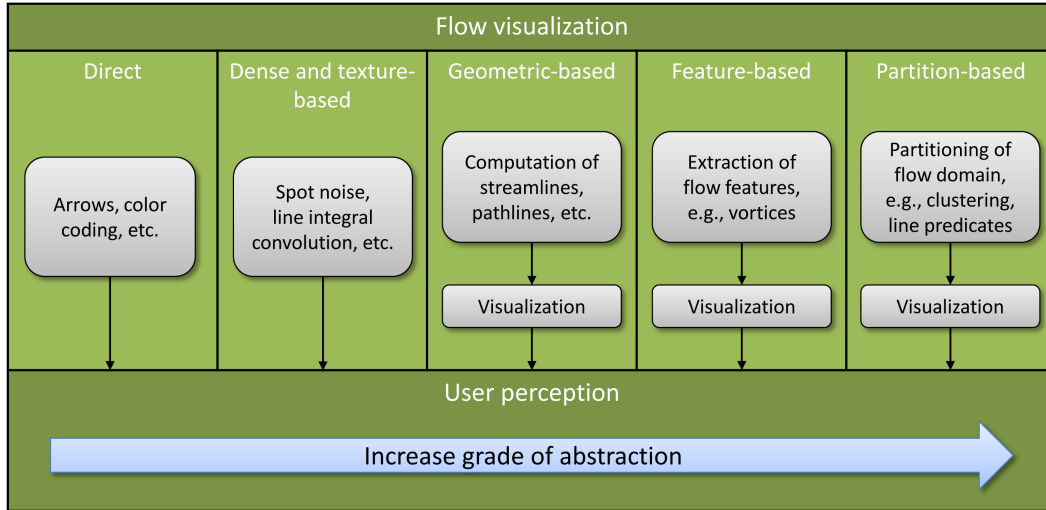 Flow visualization
Direct
Dense and texture-
based
Geometric-based
Feature-based
Partition-based
Arrows, color
coding, etc.
Spot noise,
line integral
convolution, etc.
Computation of
streamlines,
pathlines, etc.
Extraction of
flow features,
e.g., vortices
Partitioning of
flow domain,
e.g., clustering,
line predicates
Visualization
Visualization
Visualization
User perception
Increase grade of abstraction